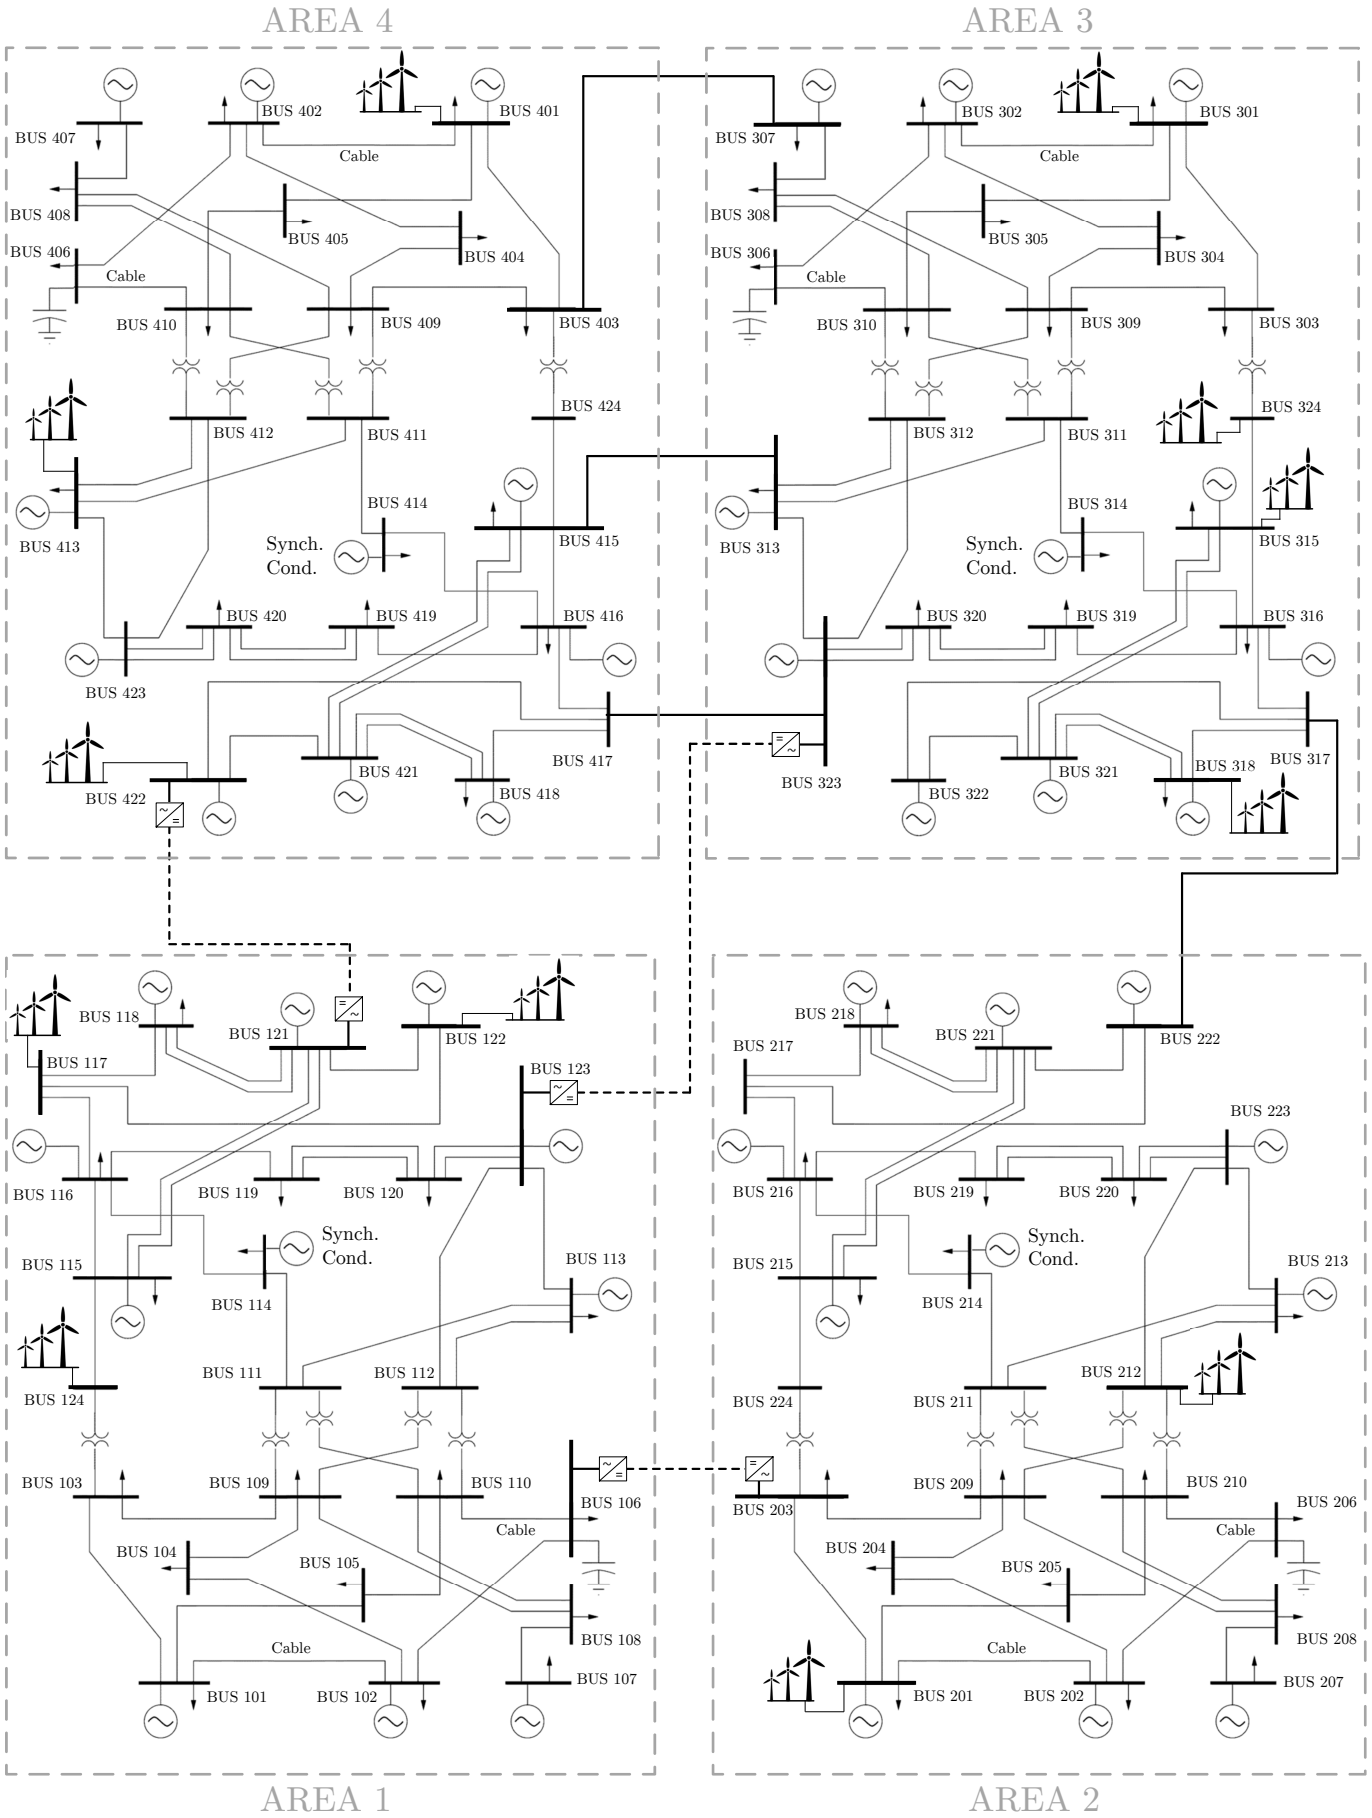 AREA 4
AREA 3
BUS 402
BUS 401
BUS 407
Cable
BUS 408
BUS 405
BUS 406
BUS 404
Cable
BUS 410
BUS 409
BUS 403
BUS 424
BUS 412
BUS 411
BUS 414
BUS 413
Synch.
Cond.
BUS 415
BUS 420
BUS 419
BUS 416
BUS 423
BUS 417
BUS 422
BUS 421
BUS 418
BUS 302
BUS 301
BUS 307
Cable
BUS 308
BUS 305
BUS 306
BUS 304
Cable
BUS 310
BUS 309
BUS 303
BUS 324
BUS 312
BUS 311
BUS 314
BUS 313
Synch.
Cond.
BUS 315
BUS 320
BUS 319
BUS 316
BUS 323
BUS 317
BUS 322
BUS 321
BUS 318
BUS 118
BUS 121
BUS 122
BUS 117
BUS 123
BUS 116
BUS 119
BUS 120
Synch.
Cond.
BUS 115
BUS 113
BUS 114
BUS 111
BUS 112
BUS 124
BUS 103
BUS 109
BUS 110
BUS 106
Cable
BUS 104
BUS 105
BUS 108
Cable
BUS 101
BUS 102
BUS 107
BUS 218
BUS 221
BUS 222
BUS 217
BUS 223
BUS 216
BUS 219
BUS 220
Synch.
Cond.
BUS 215
BUS 213
BUS 214
BUS 212
BUS 224
BUS 211
BUS 203
BUS 209
BUS 210
BUS 206
Cable
BUS 204
BUS 205
BUS 208
Cable
BUS 201
BUS 202
BUS 207
AREA 1
AREA 2